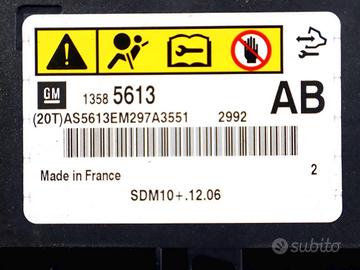 GM 1358 5613 AB
(20T)AS5613EM297A3551 2992
Made in France 2
SDM10+.12.06
subito